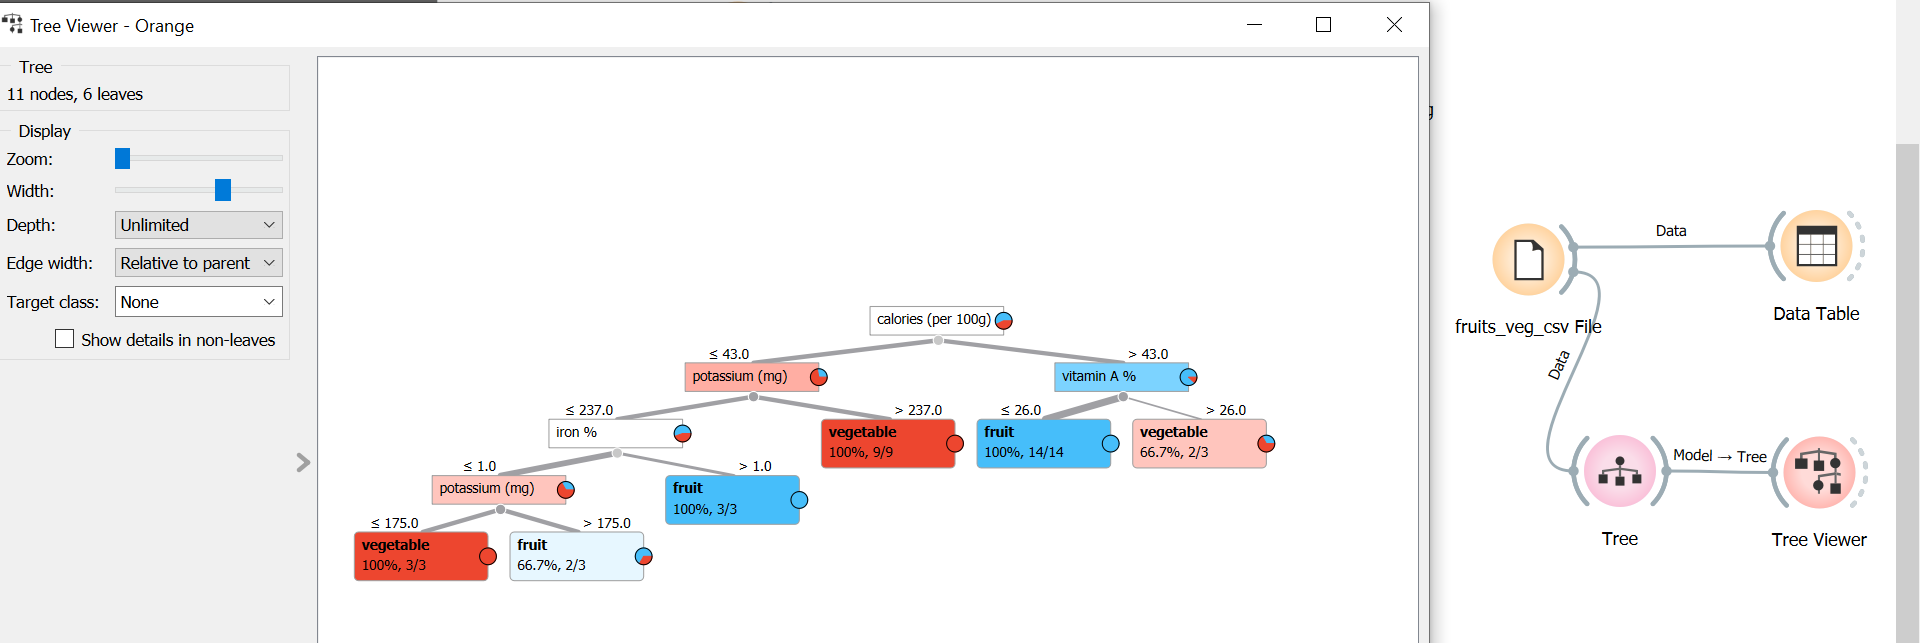 Tree Viewer - Orange
Tree
11 nodes, 6 leaves
Display
Zoom:
Width:
Depth:
Unlimited
Edge width:
Relative to parent
Target class:
None
Show details in non-leaves
calories (per 100g)
≤ 43.0
> 43.0
potassium (mg)
vitamin A %
≤ 237.0
> 237.0
≤ 26.0
> 26.0
iron %
vegetable
100%, 9/9
fruit
100%, 14/14
vegetable
66.7%, 2/3
≤ 1.0
> 1.0
potassium (mg)
fruit
100%, 3/3
≤ 175.0
> 175.0
vegetable
100%, 3/3
fruit
66.7%, 2/3
Data
fruits_veg_csv File
Data Table
Data
Model → Tree
Tree
Tree Viewer